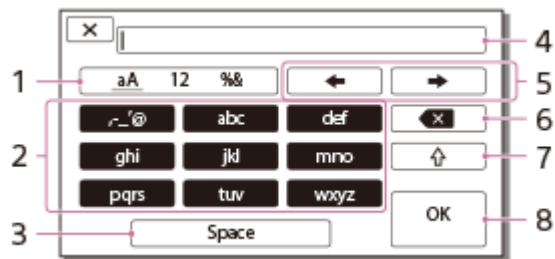 ×
4
1 aA 12 %& ← → 5
,-_'@ abc def × 6
2 ghi jkl mno ⇧ 7
pqrs tuv wxyz OK 8
3 Space